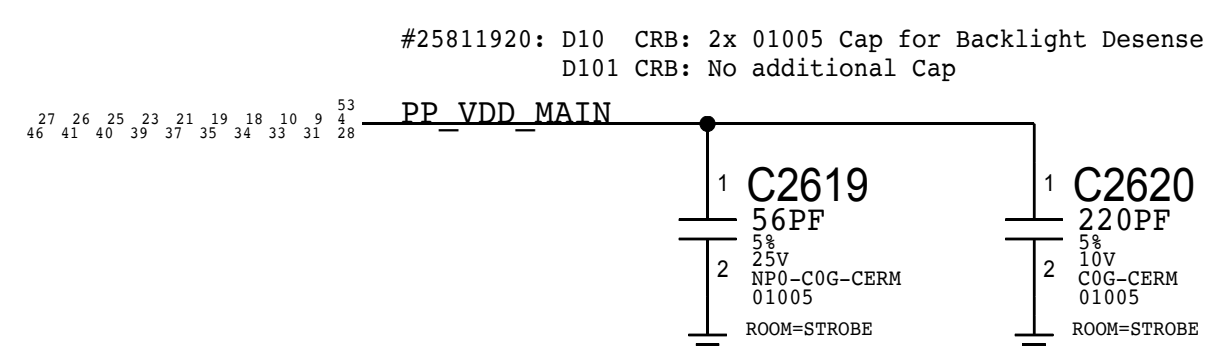 #25811920: D10  CRB: 2x 01005 Cap for Backlight Desense
D101 CRB: No additional Cap
53
27 26 25 23 21 19 18 10 9 4
46 41 40 39 37 35 34 33 31 28
PP_VDD_MAIN
1
C2619
56PF
5%
25V
2
NP0-C0G-CERM
01005
ROOM=STROBE
1
C2620
220PF
5%
10V
2
C0G-CERM
01005
ROOM=STROBE